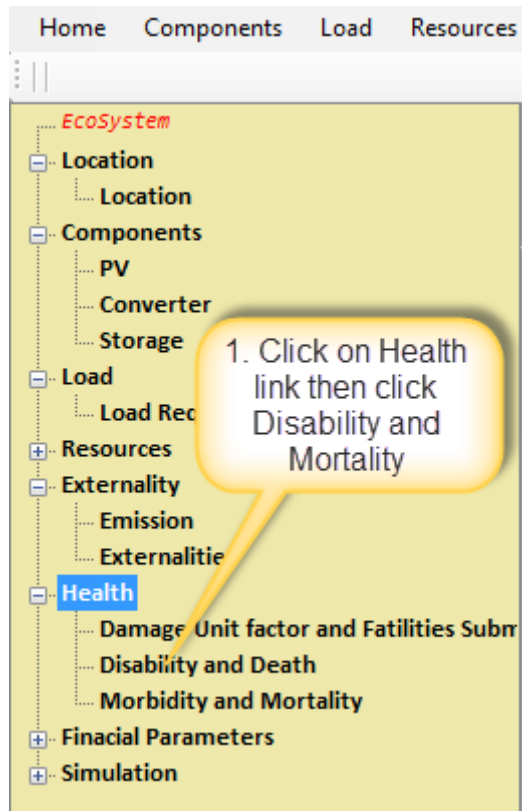 Home Components Load Resources
EcoSystem
Location
Location
Components
PV
Converter
Storage
1. Click on Health
link then click
Disability and
Mortality
Load
Load Req
Resources
Externality
Emission
Externalitie
Health
Damage Unit factor and Fatilities Subm
Disability and Death
Morbidity and Mortality
Finacial Parameters
Simulation